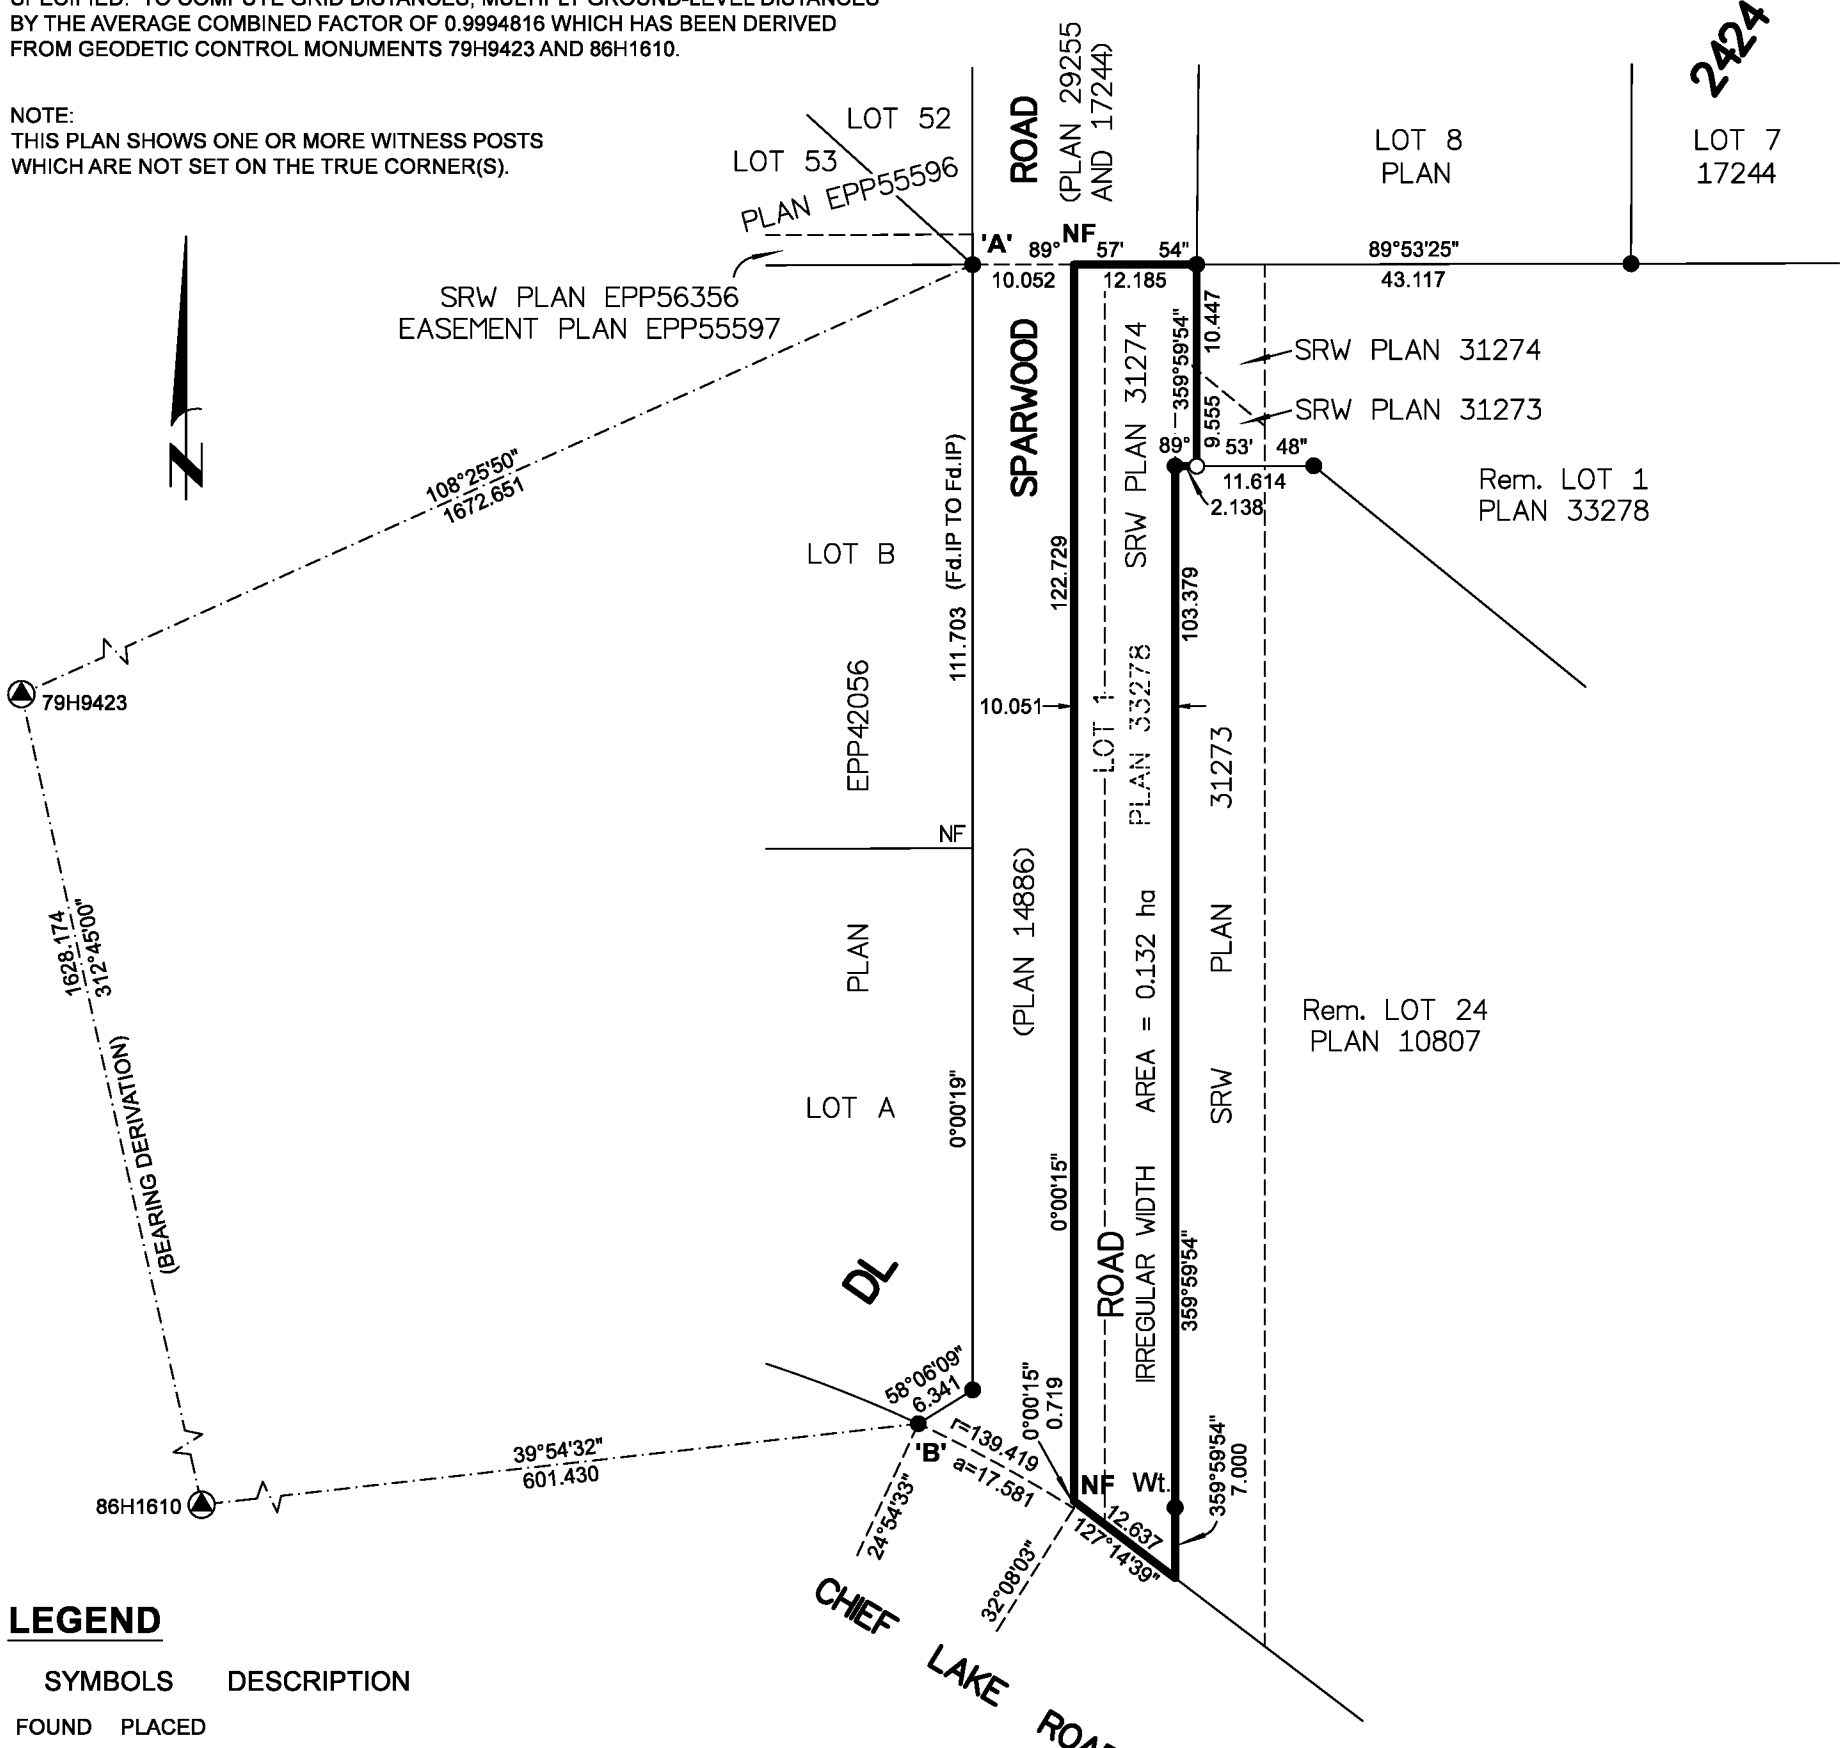 BY THE AVERAGE COMBINED FACTOR OF 0.9994816 WHICH HAS BEEN DERIVED
FROM GEODETIC CONTROL MONUMENTS 79H9423 AND 86H1610.
NOTE:
THIS PLAN SHOWS ONE OR MORE WITNESS POSTS
WHICH ARE NOT SET ON THE TRUE CORNER(S).
2424
LOT 52
LOT 53
PLAN EPP55596
ROAD
(PLAN 29255
AND 17244)
LOT 8
PLAN
LOT 7
17244
'A'
NF
89° 57' 54"
10.052
12.185
89°53'25"
43.117
SRW PLAN EPP56356
EASEMENT PLAN EPP55597
N
SPARWOOD
SRW PLAN 31274
359°59'54"
10.447
9.555
SRW PLAN 31274
SRW PLAN 31273
89° 53' 48"
11.614
2.138
Rem. LOT 1
PLAN 33278
108°25'50"
1672.651
111.703 (Fd.IP TO Fd.IP)
LOT B
122.729
103.379
79H9423
EPP42056
10.051
LOT 1
PLAN 33278
31273
NF
(PLAN 14886)
1628.174
312°45'00"
(BEARING DERIVATION)
PLAN
AREA = 0.132 ha
PLAN
Rem. LOT 24
PLAN 10807
LOT A
0°00'19"
0°00'15"
SRW
ROAD
IRREGULAR WIDTH
359°59'54"
DL
58°06'09"
6.341
0°00'15"
0.719
r=139.419
a=17.581
'B'
39°54'32"
601.430
86H1610
NF
Wt.
359°59'54"
7.000
12.637
127°14'39"
24°54'33"
32°08'03"
CHIEF LAKE
LEGEND
SYMBOLS DESCRIPTION
FOUND PLACED